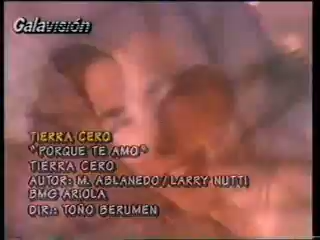 Galavisión
TIERRA CERO
"PORQUE TE AMO"
TIERRA CERO
AUTOR: M. ABLANEDO/LARRY NUTTI
BMG ARIOLA
DIR: TOÑO BERUMEN